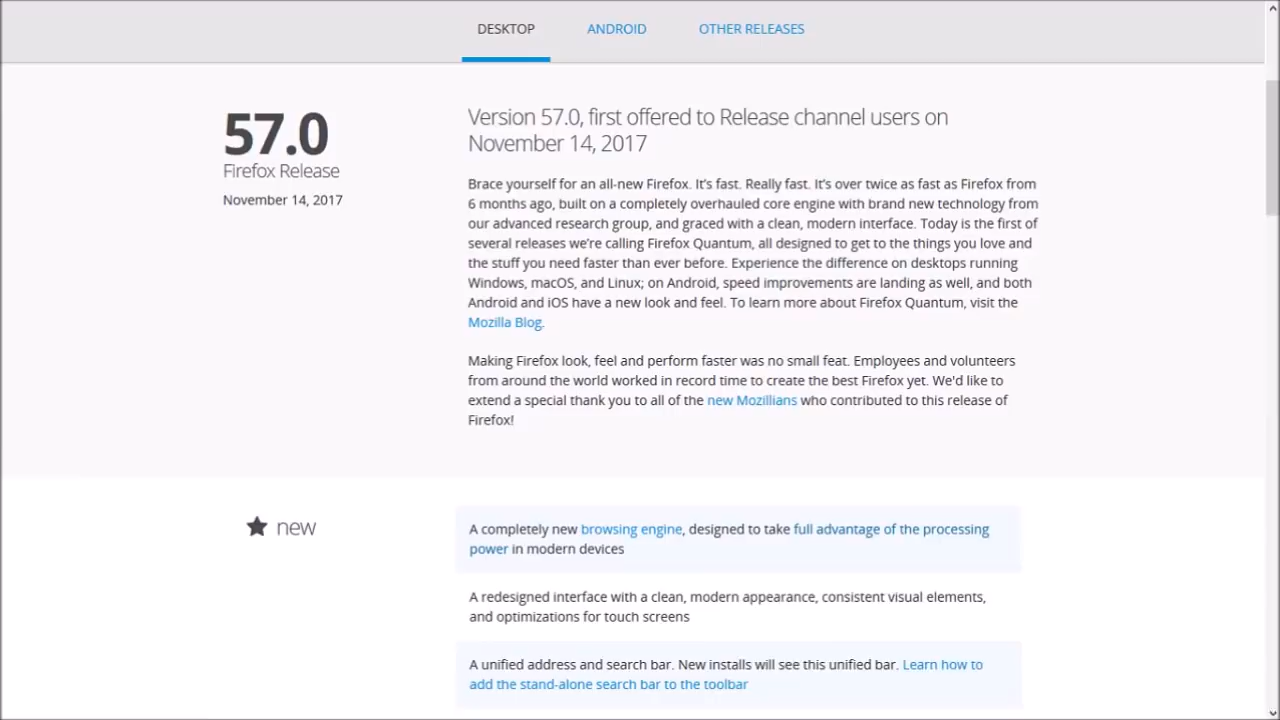 DESKTOP
ANDROID
OTHER RELEASES
57.0
Firefox Release
November 14, 2017
Version 57.0, first offered to Release channel users on
November 14, 2017
Brace yourself for an all-new Firefox. It's fast. Really fast. It's over twice as fast as Firefox from
6 months ago, built on a completely overhauled core engine with brand new technology from
our advanced research group, and graced with a clean, modern interface. Today is the first of
several releases we're calling Firefox Quantum, all designed to get to the things you love and
the stuff you need faster than ever before. Experience the difference on desktops running
Windows, macOS, and Linux; on Android, speed improvements are landing as well, and both
Android and iOS have a new look and feel. To learn more about Firefox Quantum, visit the
Mozilla Blog.
Making Firefox look, feel and perform faster was no small feat. Employees and volunteers
from around the world worked in record time to create the best Firefox yet. We'd like to
extend a special thank you to all of the new Mozillians who contributed to this release of
Firefox!
new
A completely new browsing engine, designed to take full advantage of the processing
power in modern devices
A redesigned interface with a clean, modern appearance, consistent visual elements,
and optimizations for touch screens
A unified address and search bar. New installs will see this unified bar. Learn how to
add the stand-alone search bar to the toolbar